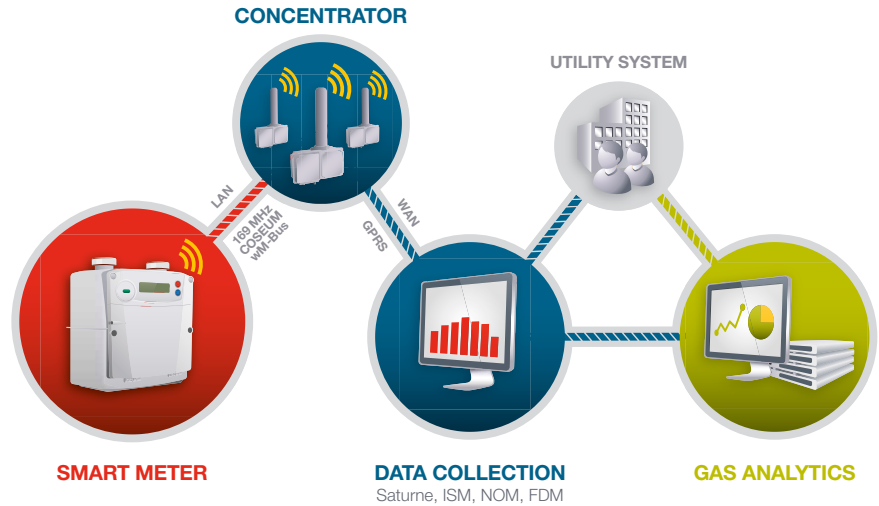 CONCENTRATOR
UTILITY SYSTEM
LAN
169 MHz
COSEUM
wM-Bus
WAN
GPRS
SMART METER
DATA COLLECTION
Saturne, ISM, NOM, FDM
GAS ANALYTICS